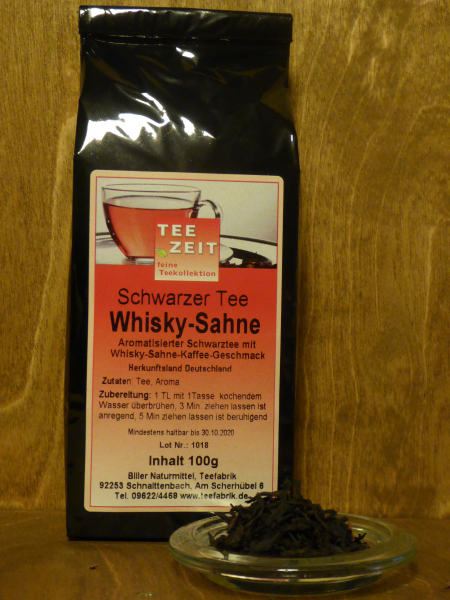 TEE
ZEIT
feine
Teekollektion
Schwarzer Tee
Whisky-Sahne
Aromatisierter Schwarztee mit
Whisky-Sahne-Kaffee-Geschmack
Herkunftsland Deutschland
Zutaten: Tee, Aroma
Zubereitung: 1 TL mit 1Tasse kochendem
Wasser überbrühen, 3 Min. ziehen lassen ist
anregend, 5 Min ziehen lassen ist beruhigend
Mindestens haltbar bis 30.10.2020
Lot Nr.: 1018
Inhalt 100g
Biller Naturmittel, Teefabrik
92253 Schnaittenbach, Am Scherhübel 6
Tel. 09622/4468 www.teefabrik.de